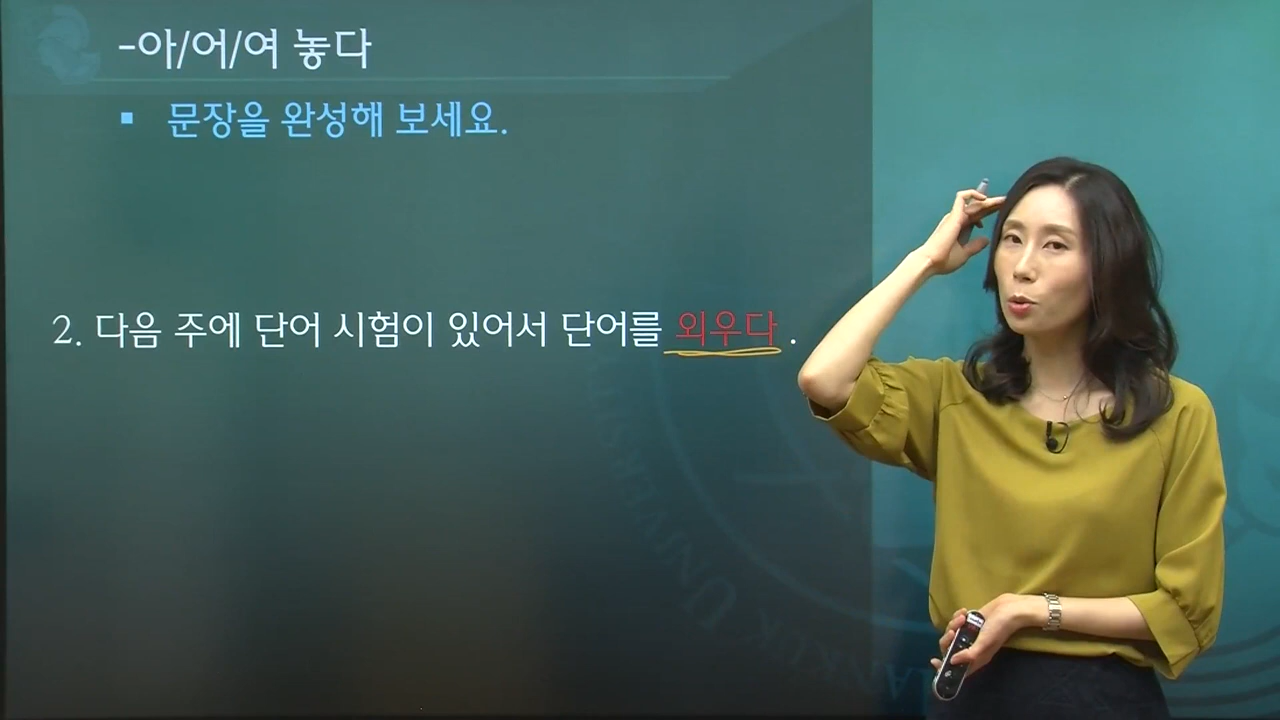 -아/어/여 놓다
▪ 문장을 완성해 보세요.
2. 다음 주에 단어 시험이 있어서 단어를 외우다 .